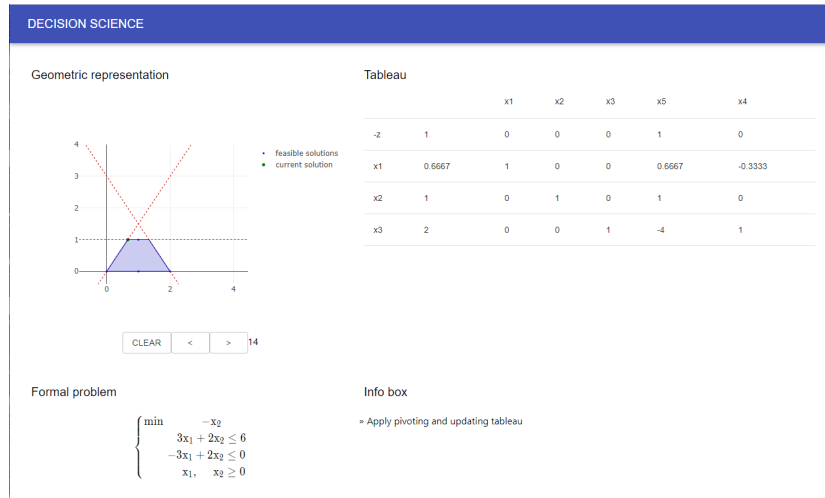 DECISION SCIENCE
Geometric representation
4
3
2
1
0
0 2 4
feasible solutions
current solution
CLEAR < > 14
Tableau
x1 x2 x3 x5 x4
-z 1 0 0 0 1 0
x1 0.6667 1 0 0 0.6667 -0.3333
x2 1 0 1 0 1 0
x3 2 0 0 1 -4 1
Formal problem
min −x₂
3x₁ + 2x₂ ≤ 6
−3x₁ + 2x₂ ≤ 0
x₁, x₂ ≥ 0
Info box
» Apply pivoting and updating tableau